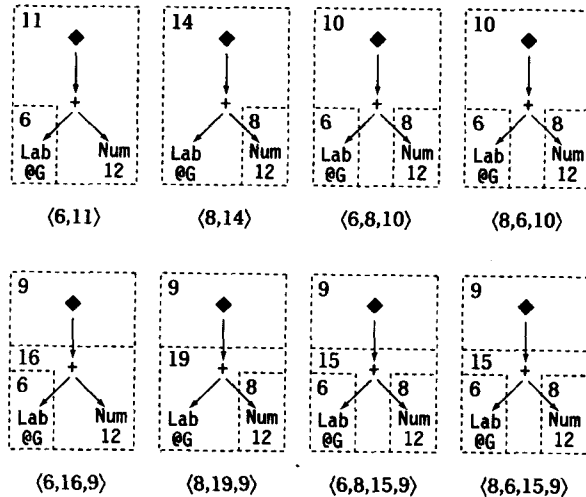 11 14 10 10
+ + + +
6 8 6 8 6 8
Lab Num Lab Num Lab Num Lab Num
@G 12 @G 12 @G 12 @G 12
⟨6,11⟩ ⟨8,14⟩ ⟨6,8,10⟩ ⟨8,6,10⟩
9 9 9 9
16 19 15 15
+ + + +
6 8 6 8 6 8
Lab Num Lab Num Lab Num Lab Num
@G 12 @G 12 @G 12 @G 12
⟨6,16,9⟩ ⟨8,19,9⟩ ⟨6,8,15,9⟩ ⟨8,6,15,9⟩